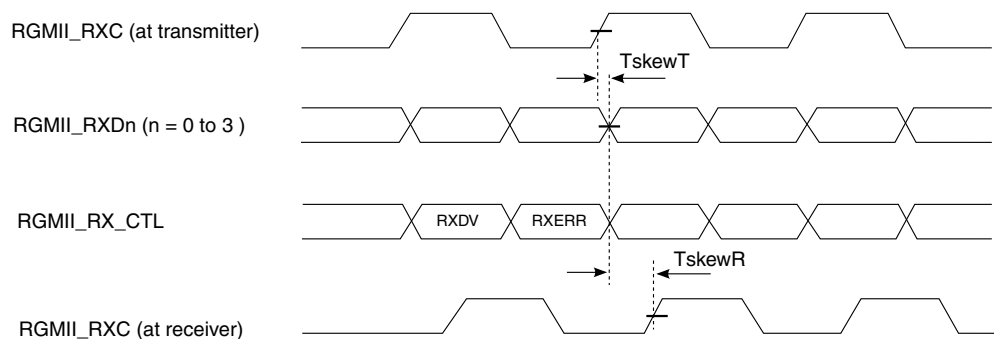 RGMII_RXC (at transmitter)
TskewT
RGMII_RXDn (n = 0 to 3 )
RGMII_RX_CTL
RXDV
RXERR
TskewR
RGMII_RXC (at receiver)